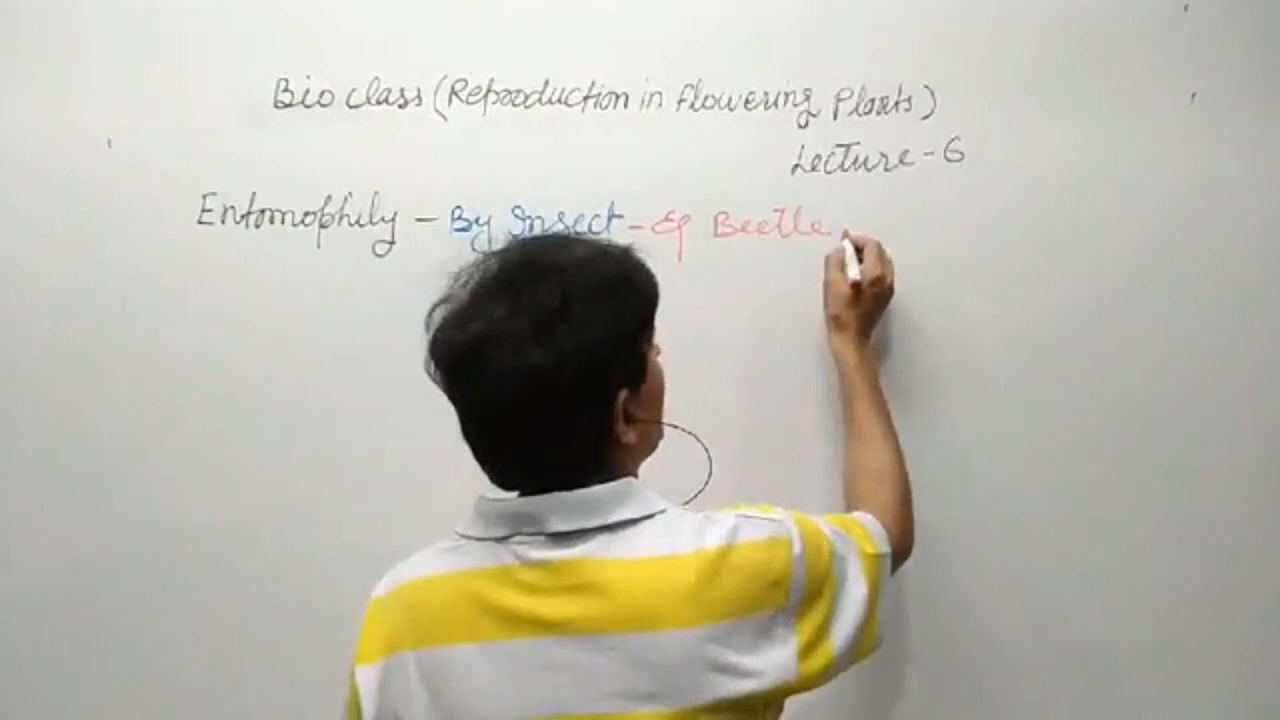 Bio class (Reproduction in flowering Plants)
Lecture - 6
Entomophily - By Insect - Eg Beetle